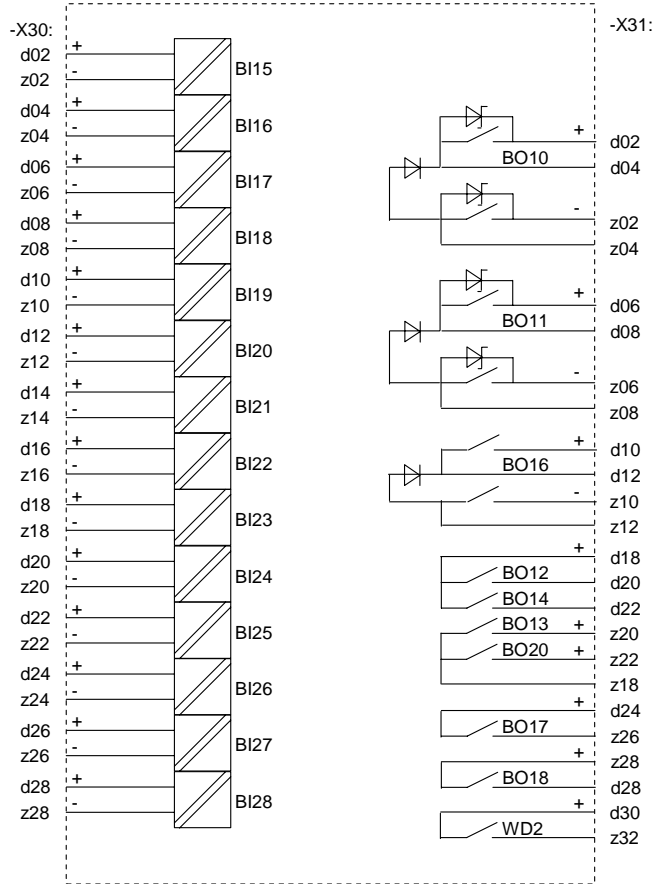 -X30:
d02 +
z02 -
BI15
d04 +
z04 -
BI16
d06 +
z06 -
BI17
d08 +
z08 -
BI18
d10 +
z10 -
BI19
d12 +
z12 -
BI20
d14 +
z14 -
BI21
d16 +
z16 -
BI22
d18 +
z18 -
BI23
d20 +
z20 -
BI24
d22 +
z22 -
BI25
d24 +
z24 -
BI26
d26 +
z26 -
BI27
d28 +
z28 -
BI28
-X31:
+ d02
BO10
d04
- z02
z04
+ d06
BO11
d08
- z06
z08
+ d10
BO16
d12
- z10
z12
+ d18
BO12
d20
BO14
d22
BO13 + z20
BO20 + z22
z18
+ d24
BO17
z26
+ z28
BO18
d28
+ d30
WD2
z32